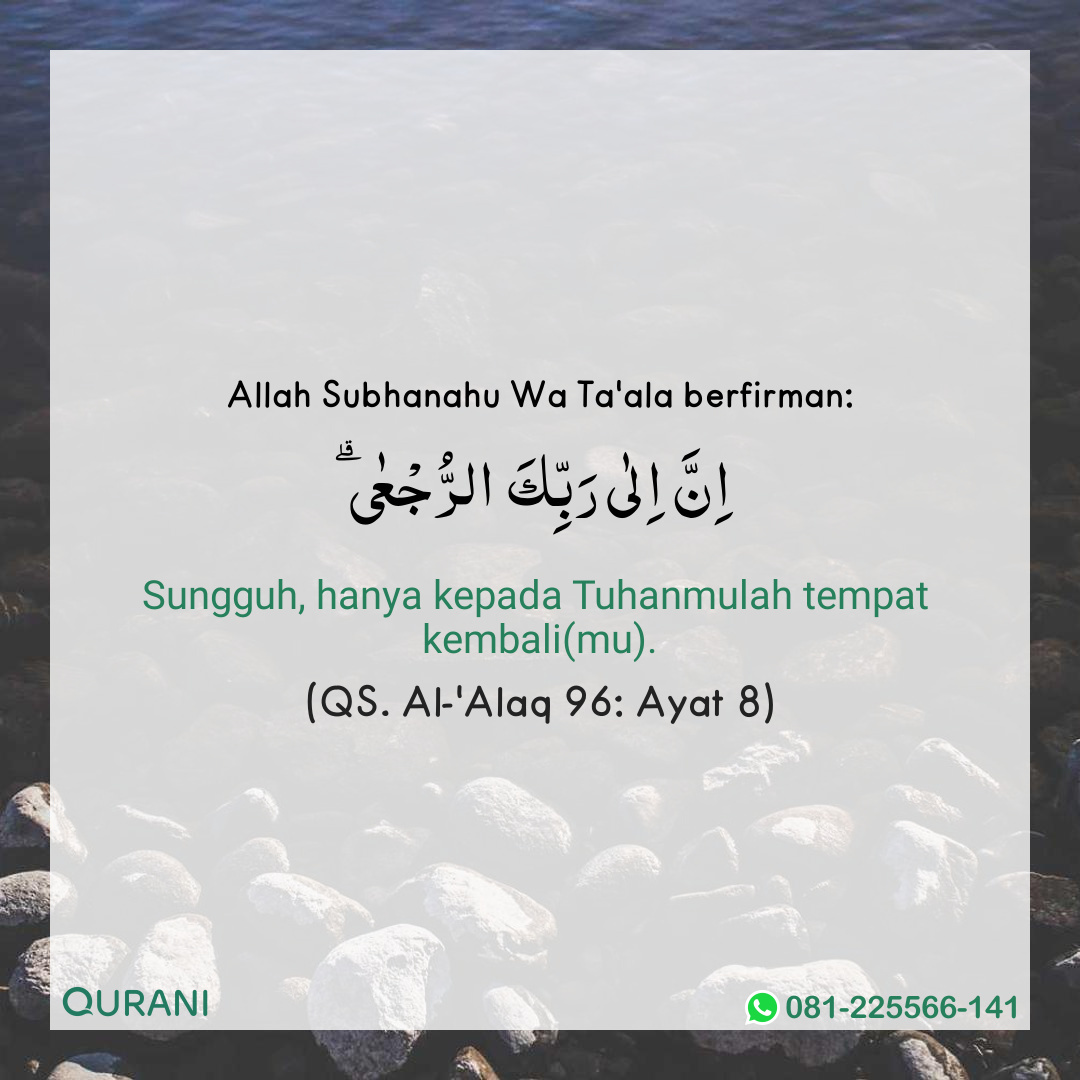 Allah Subhanahu Wa Ta'ala berfirman:
اِنَّ اِلٰى رَبِّكَ الرُّجْعٰىۗ
Sungguh, hanya kepada Tuhanmulah tempat
kembali(mu).
(QS. Al-'Alaq 96: Ayat 8)
QURANI
081-225566-141